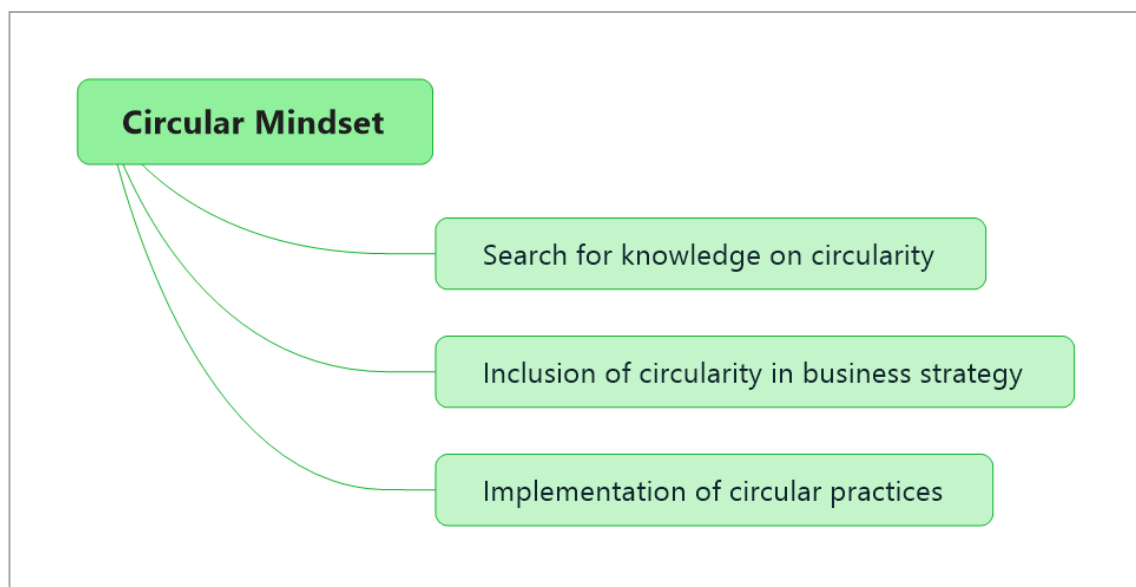 Circular Mindset
Search for knowledge on circularity
Inclusion of circularity in business strategy
Implementation of circular practices